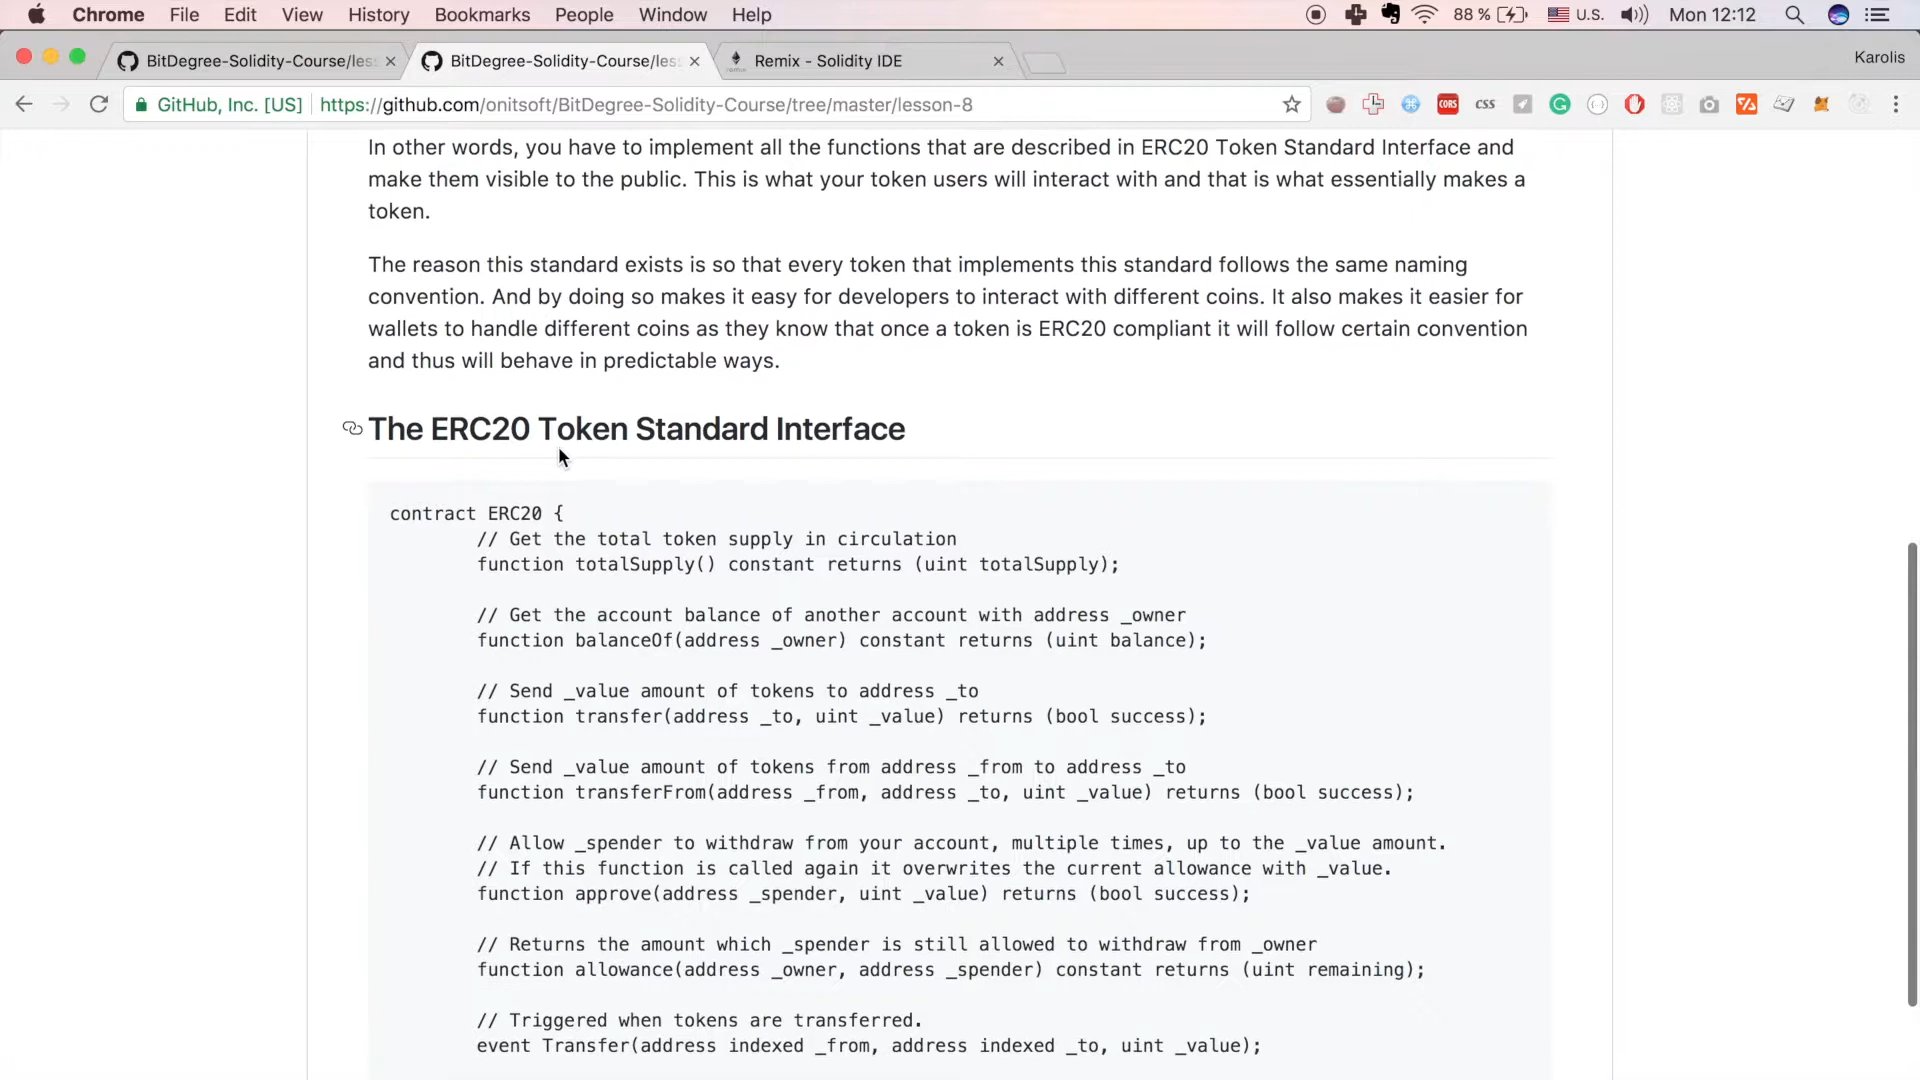 Chrome File Edit View History Bookmarks People Window Help 88 % U.S. Mon 12:12
BitDegree-Solidity-Course/les BitDegree-Solidity-Course/les Remix - Solidity IDE Karolis
GitHub, Inc. [US] https://github.com/onitsoft/BitDegree-Solidity-Course/tree/master/lesson-8 CORS CSS
In other words, you have to implement all the functions that are described in ERC20 Token Standard Interface and
make them visible to the public. This is what your token users will interact with and that is what essentially makes a
token.
The reason this standard exists is so that every token that implements this standard follows the same naming
convention. And by doing so makes it easy for developers to interact with different coins. It also makes it easier for
wallets to handle different coins as they know that once a token is ERC20 compliant it will follow certain convention
and thus will behave in predictable ways.
The ERC20 Token Standard Interface
contract ERC20 {
// Get the total token supply in circulation
function totalSupply() constant returns (uint totalSupply);
// Get the account balance of another account with address _owner
function balanceOf(address _owner) constant returns (uint balance);
// Send _value amount of tokens to address _to
function transfer(address _to, uint _value) returns (bool success);
// Send _value amount of tokens from address _from to address _to
function transferFrom(address _from, address _to, uint _value) returns (bool success);
// Allow _spender to withdraw from your account, multiple times, up to the _value amount.
// If this function is called again it overwrites the current allowance with _value.
function approve(address _spender, uint _value) returns (bool success);
// Returns the amount which _spender is still allowed to withdraw from _owner
function allowance(address _owner, address _spender) constant returns (uint remaining);
// Triggered when tokens are transferred.
event Transfer(address indexed _from, address indexed _to, uint _value);